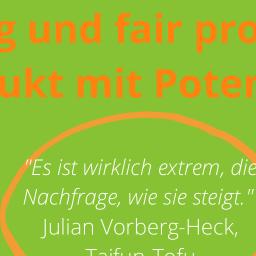 g und fair pro
ukt mit Poten
"Es ist wirklich extrem, die
Nachfrage, wie sie steigt."
Julian Vorberg-Heck,
Taifun-Tofu